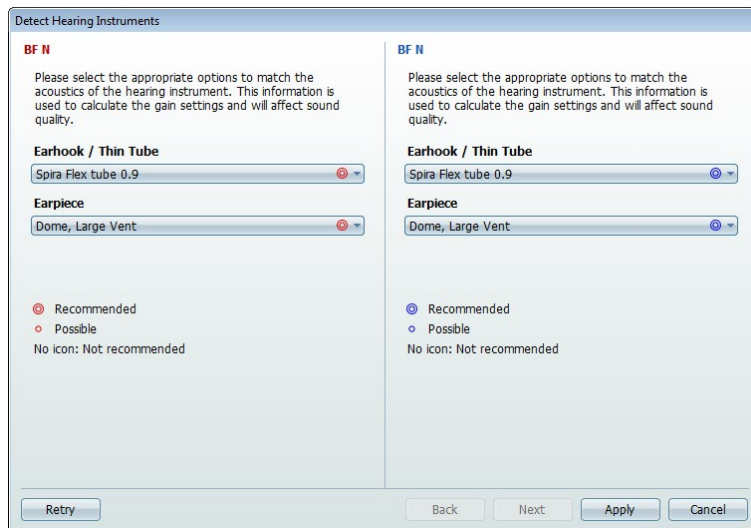 Detect Hearing Instruments
BF N
Please select the appropriate options to match the
acoustics of the hearing instrument. This information is
used to calculate the gain settings and will affect sound
quality.
Earhook / Thin Tube
Spira Flex tube 0.9
Earpiece
Dome, Large Vent
Recommended
Possible
No icon: Not recommended
BF N
Please select the appropriate options to match the
acoustics of the hearing instrument. This information is
used to calculate the gain settings and will affect sound
quality.
Earhook / Thin Tube
Spira Flex tube 0.9
Earpiece
Dome, Large Vent
Recommended
Possible
No icon: Not recommended
Retry
Back
Next
Apply
Cancel